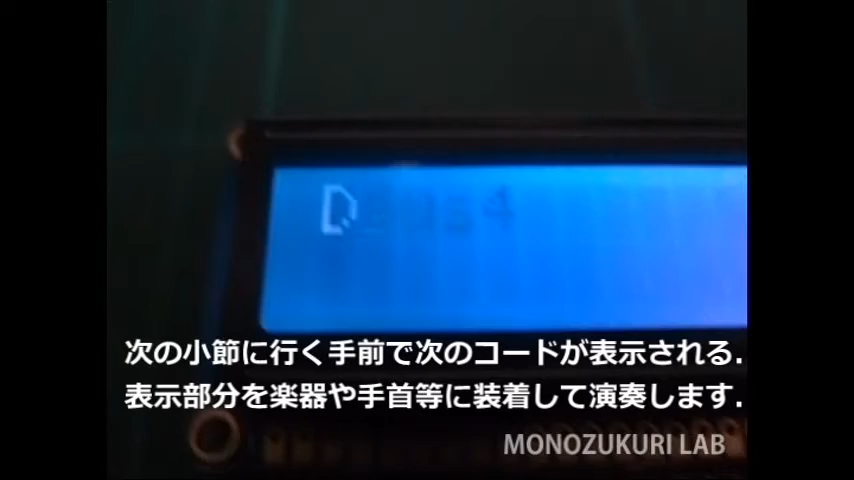 次の小節に行く手前で次のコードが表示される.
表示部分を楽器や手首等に装着して演奏します.
MONOZUKURI LAB